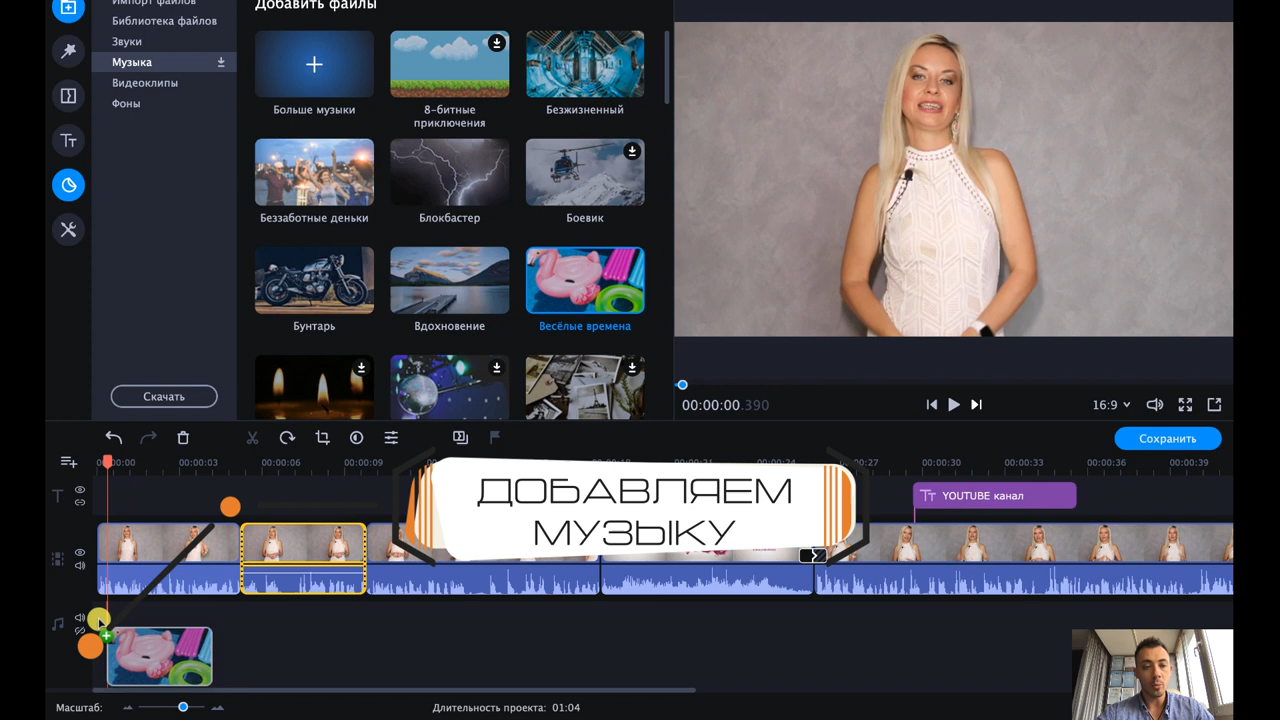 Импорт файлов
Библиотека файлов
Звуки
Музыка
Видеоклипы
Фоны
Скачать
Добавить файлы
Больше музыки
8-битные
приключения
Безжизненный
Беззаботные деньки
Блокбастер
Боевик
Бунтарь
Вдохновение
Весёлые времена
00:00:00.390
16:9
Сохранить
00:00:03
00:00:06
00:00:09
00:00:21
00:00:24
00:00:30
00:00:33
00:00:36
00:00:39
T
Тт YOUTUBE канал
ДОБАВЛЯЕМ
МУЗЫКУ
Масштаб:
Длительность проекта: 01:04